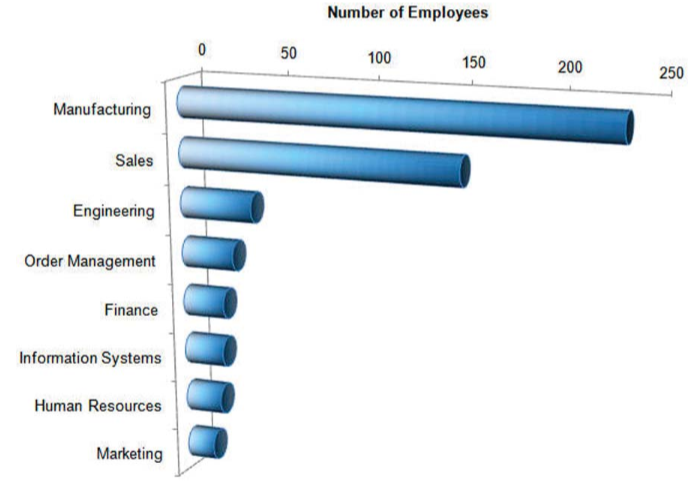 Number of Employees
0 50 100 150 200 250
Manufacturing
Sales
Engineering
Order Management
Finance
Information Systems
Human Resources
Marketing